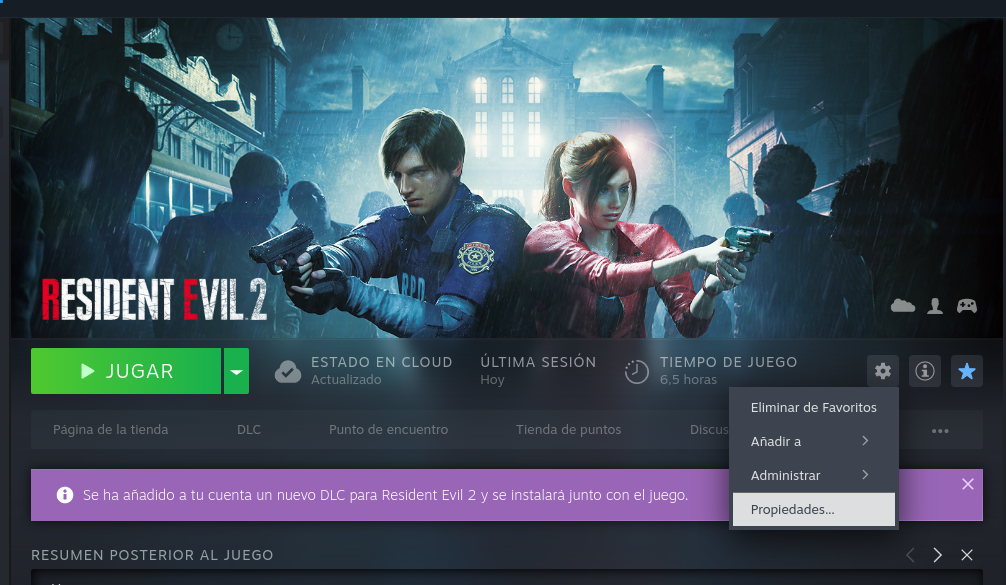 RESIDENT EVIL.2
RPD
JUGAR
ESTADO EN CLOUD
Actualizado
ÚLTIMA SESIÓN
Hoy
TIEMPO DE JUEGO
6,5 horas
Eliminar de Favoritos
Añadir a
Administrar
Propiedades...
Página de la tienda
DLC
Punto de encuentro
Tienda de puntos
Discus
Se ha añadido a tu cuenta un nuevo DLC para Resident Evil 2 y se instalará junto con el juego.
RESUMEN POSTERIOR AL JUEGO